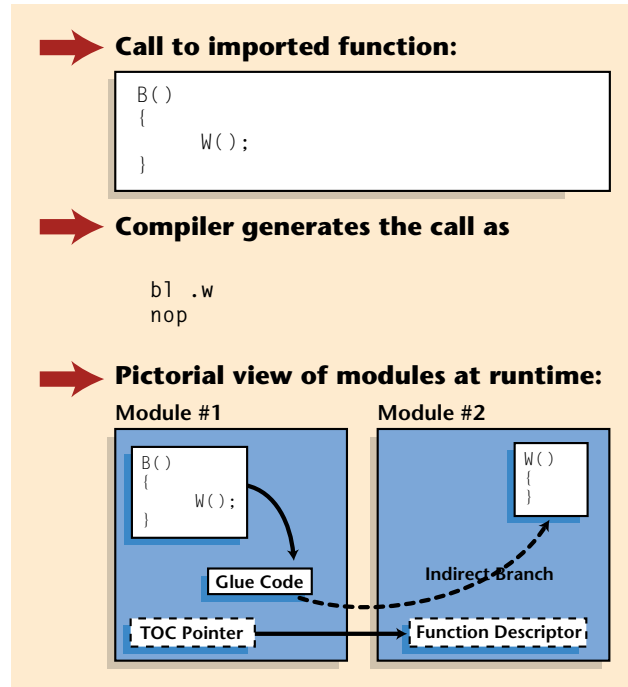 Call to imported function:
B()
{
W();
}
Compiler generates the call as
bl .w
nop
Pictorial view of modules at runtime:
Module #1
Module #2
B()
{
W();
}
W()
{
}
Glue Code
Indirect Branch
TOC Pointer
Function Descriptor